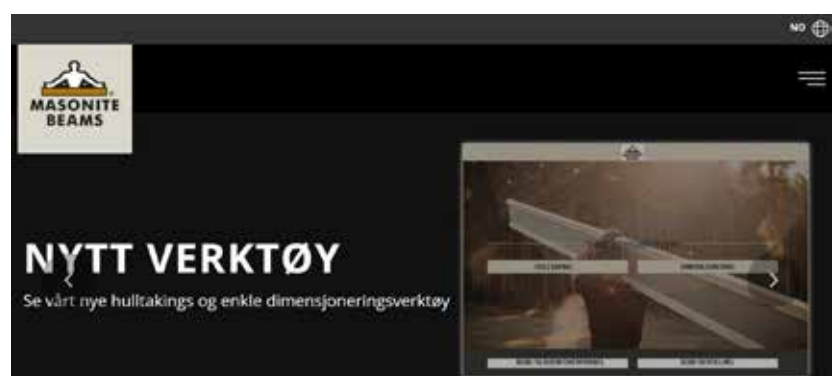 NO
MASONITE
BEAMS
NYTT VERKTØY
Se vårt nye hulltakings og enkle dimensjoneringsverktøy